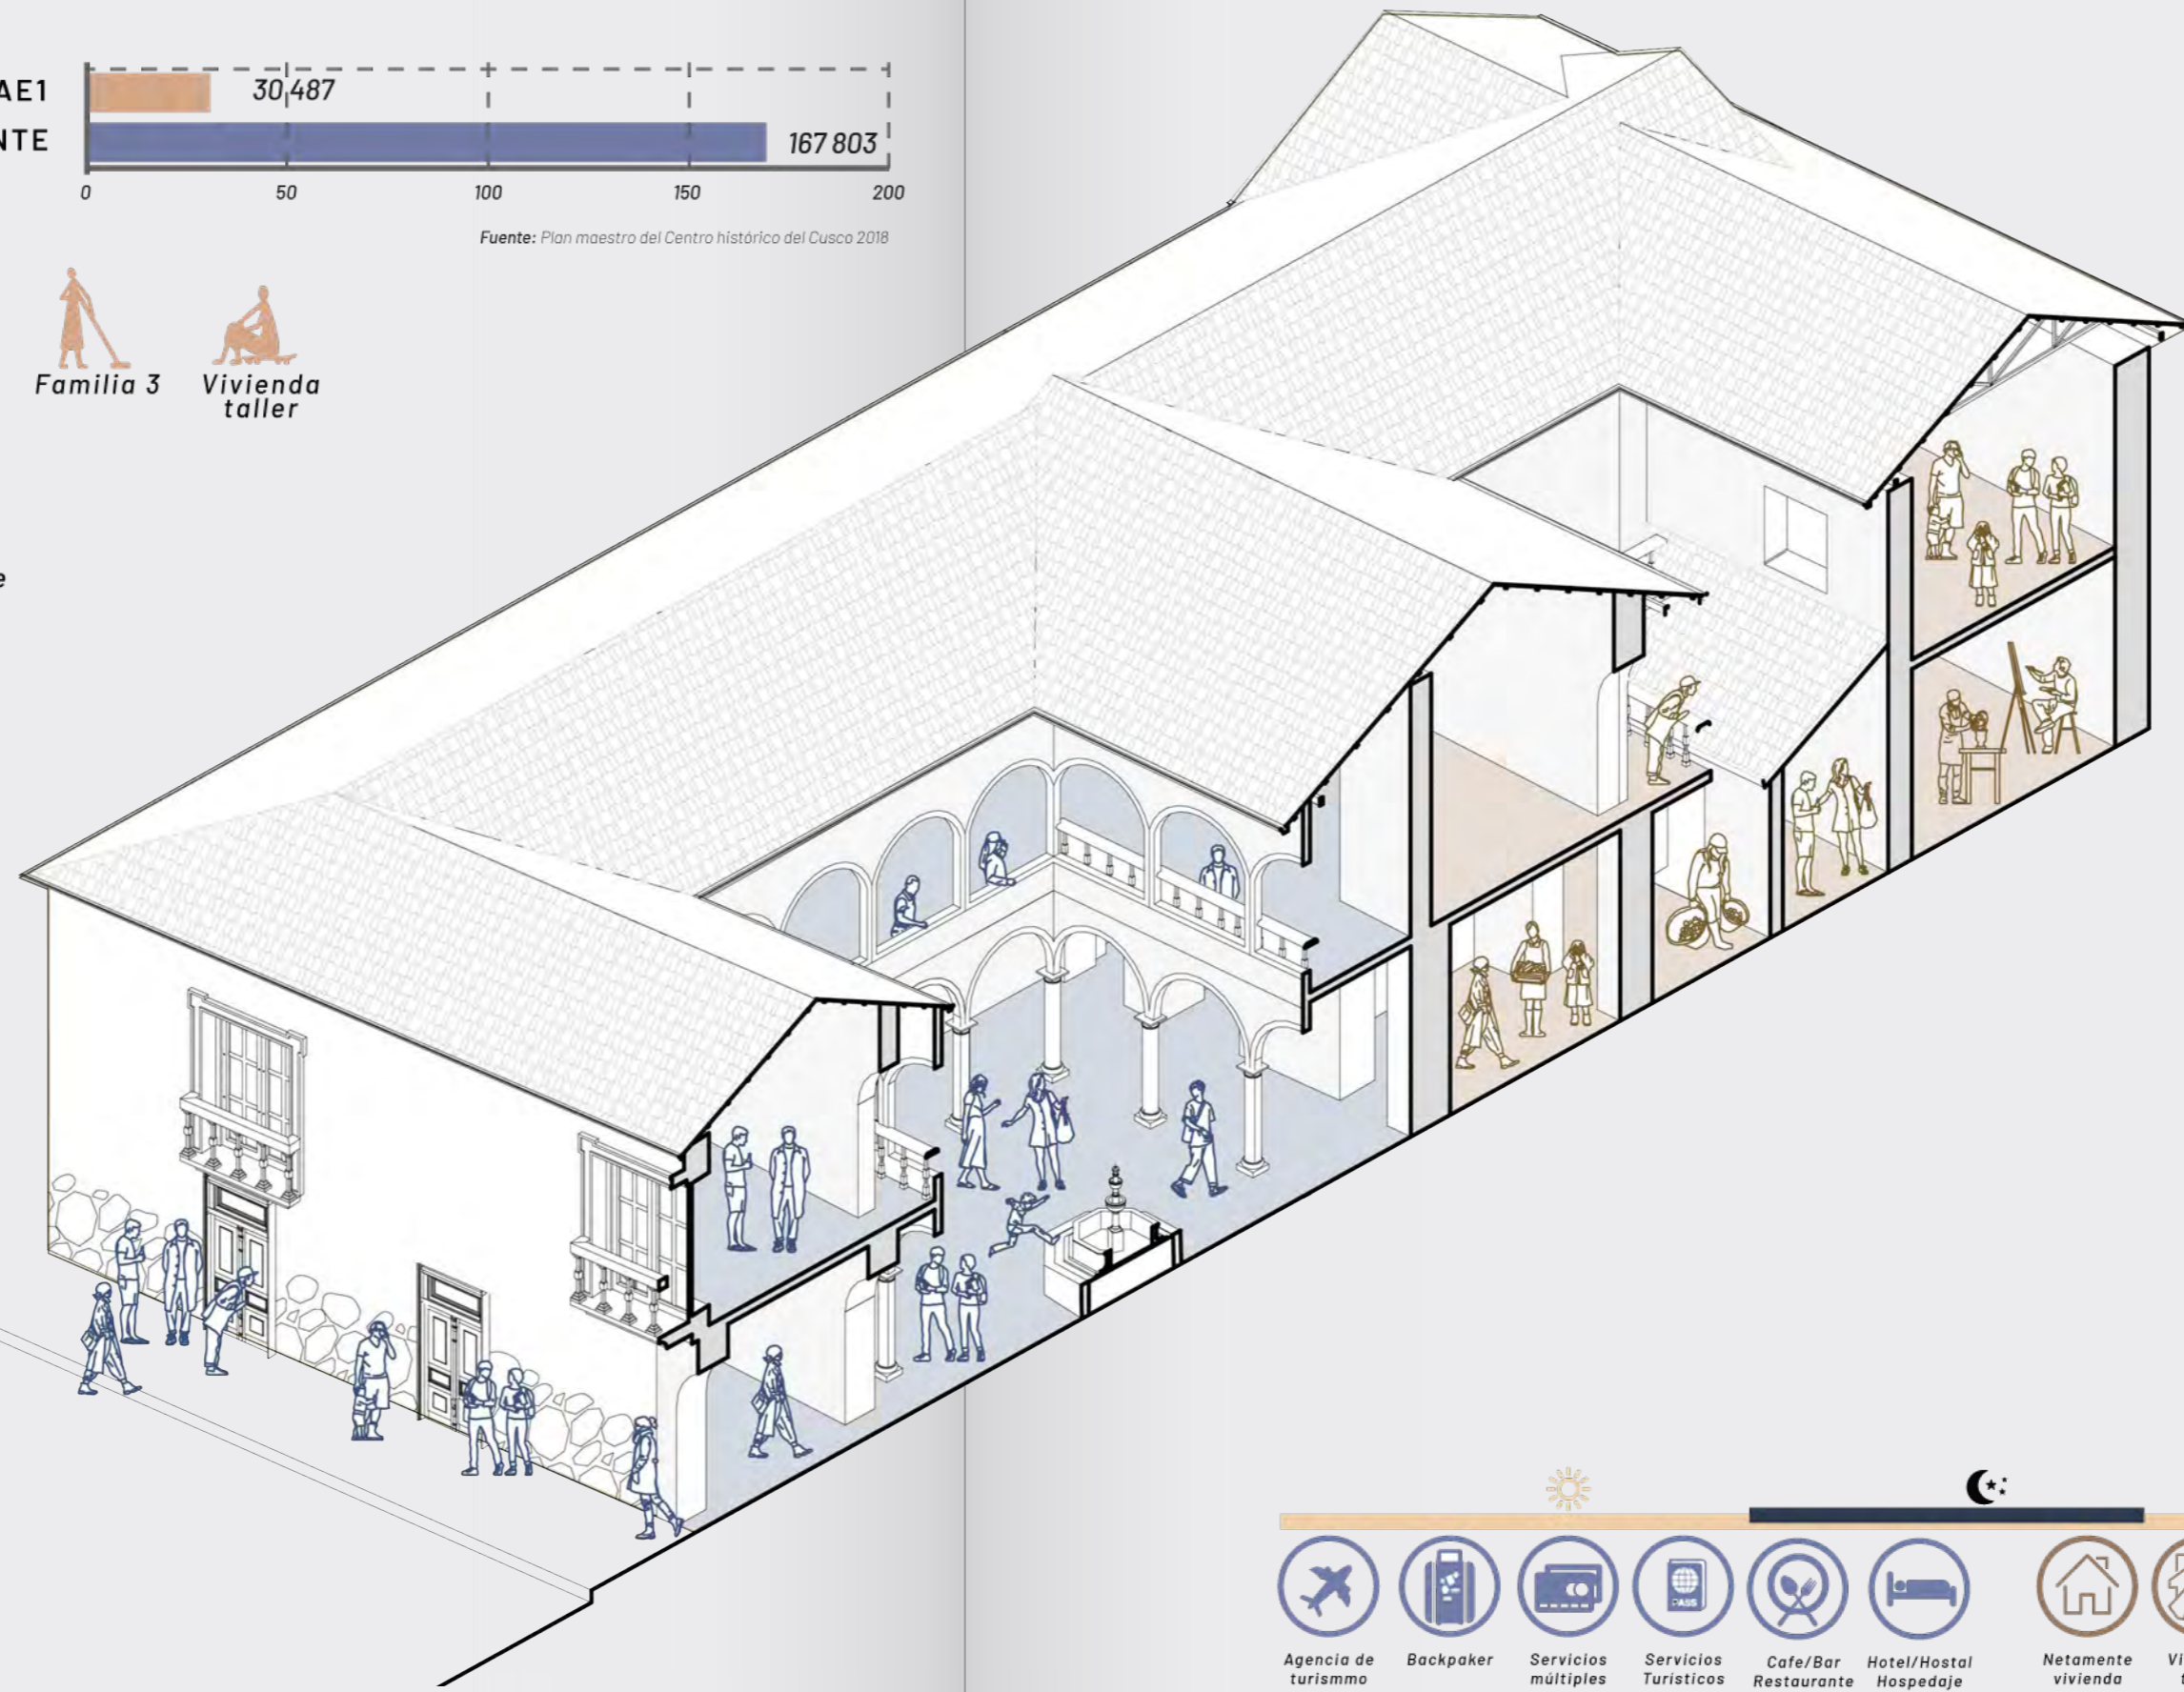 AE1
30,487
NTE
167 803
0 50 100 150 200
Fuente: Plan maestro del Centro histórico del Cusco 2018
Familia 3
Vivienda
taller
e
PASS
Agencia de
turismmo
Backpaker
Servicios
múltiples
Servicios
Turísticos
Cafe/Bar
Restaurante
Hotel/Hostal
Hospedaje
Netamente
vivienda
Vi
t